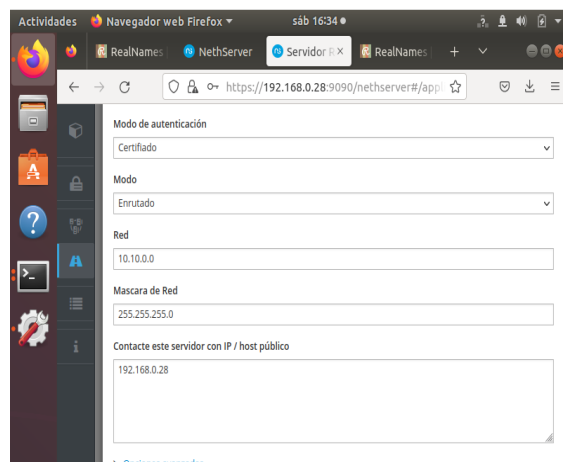 Actividades Navegador web Firefox sáb 16:34
RealNames NethServer Servidor RealNames
https://192.168.0.28:9090/nethserver#/appl
Modo de autenticación
Certifiado
Modo
Enrutado
Red
10.10.0.0
Mascara de Red
255.255.255.0
Contacte este servidor con IP / host público
192.168.0.28